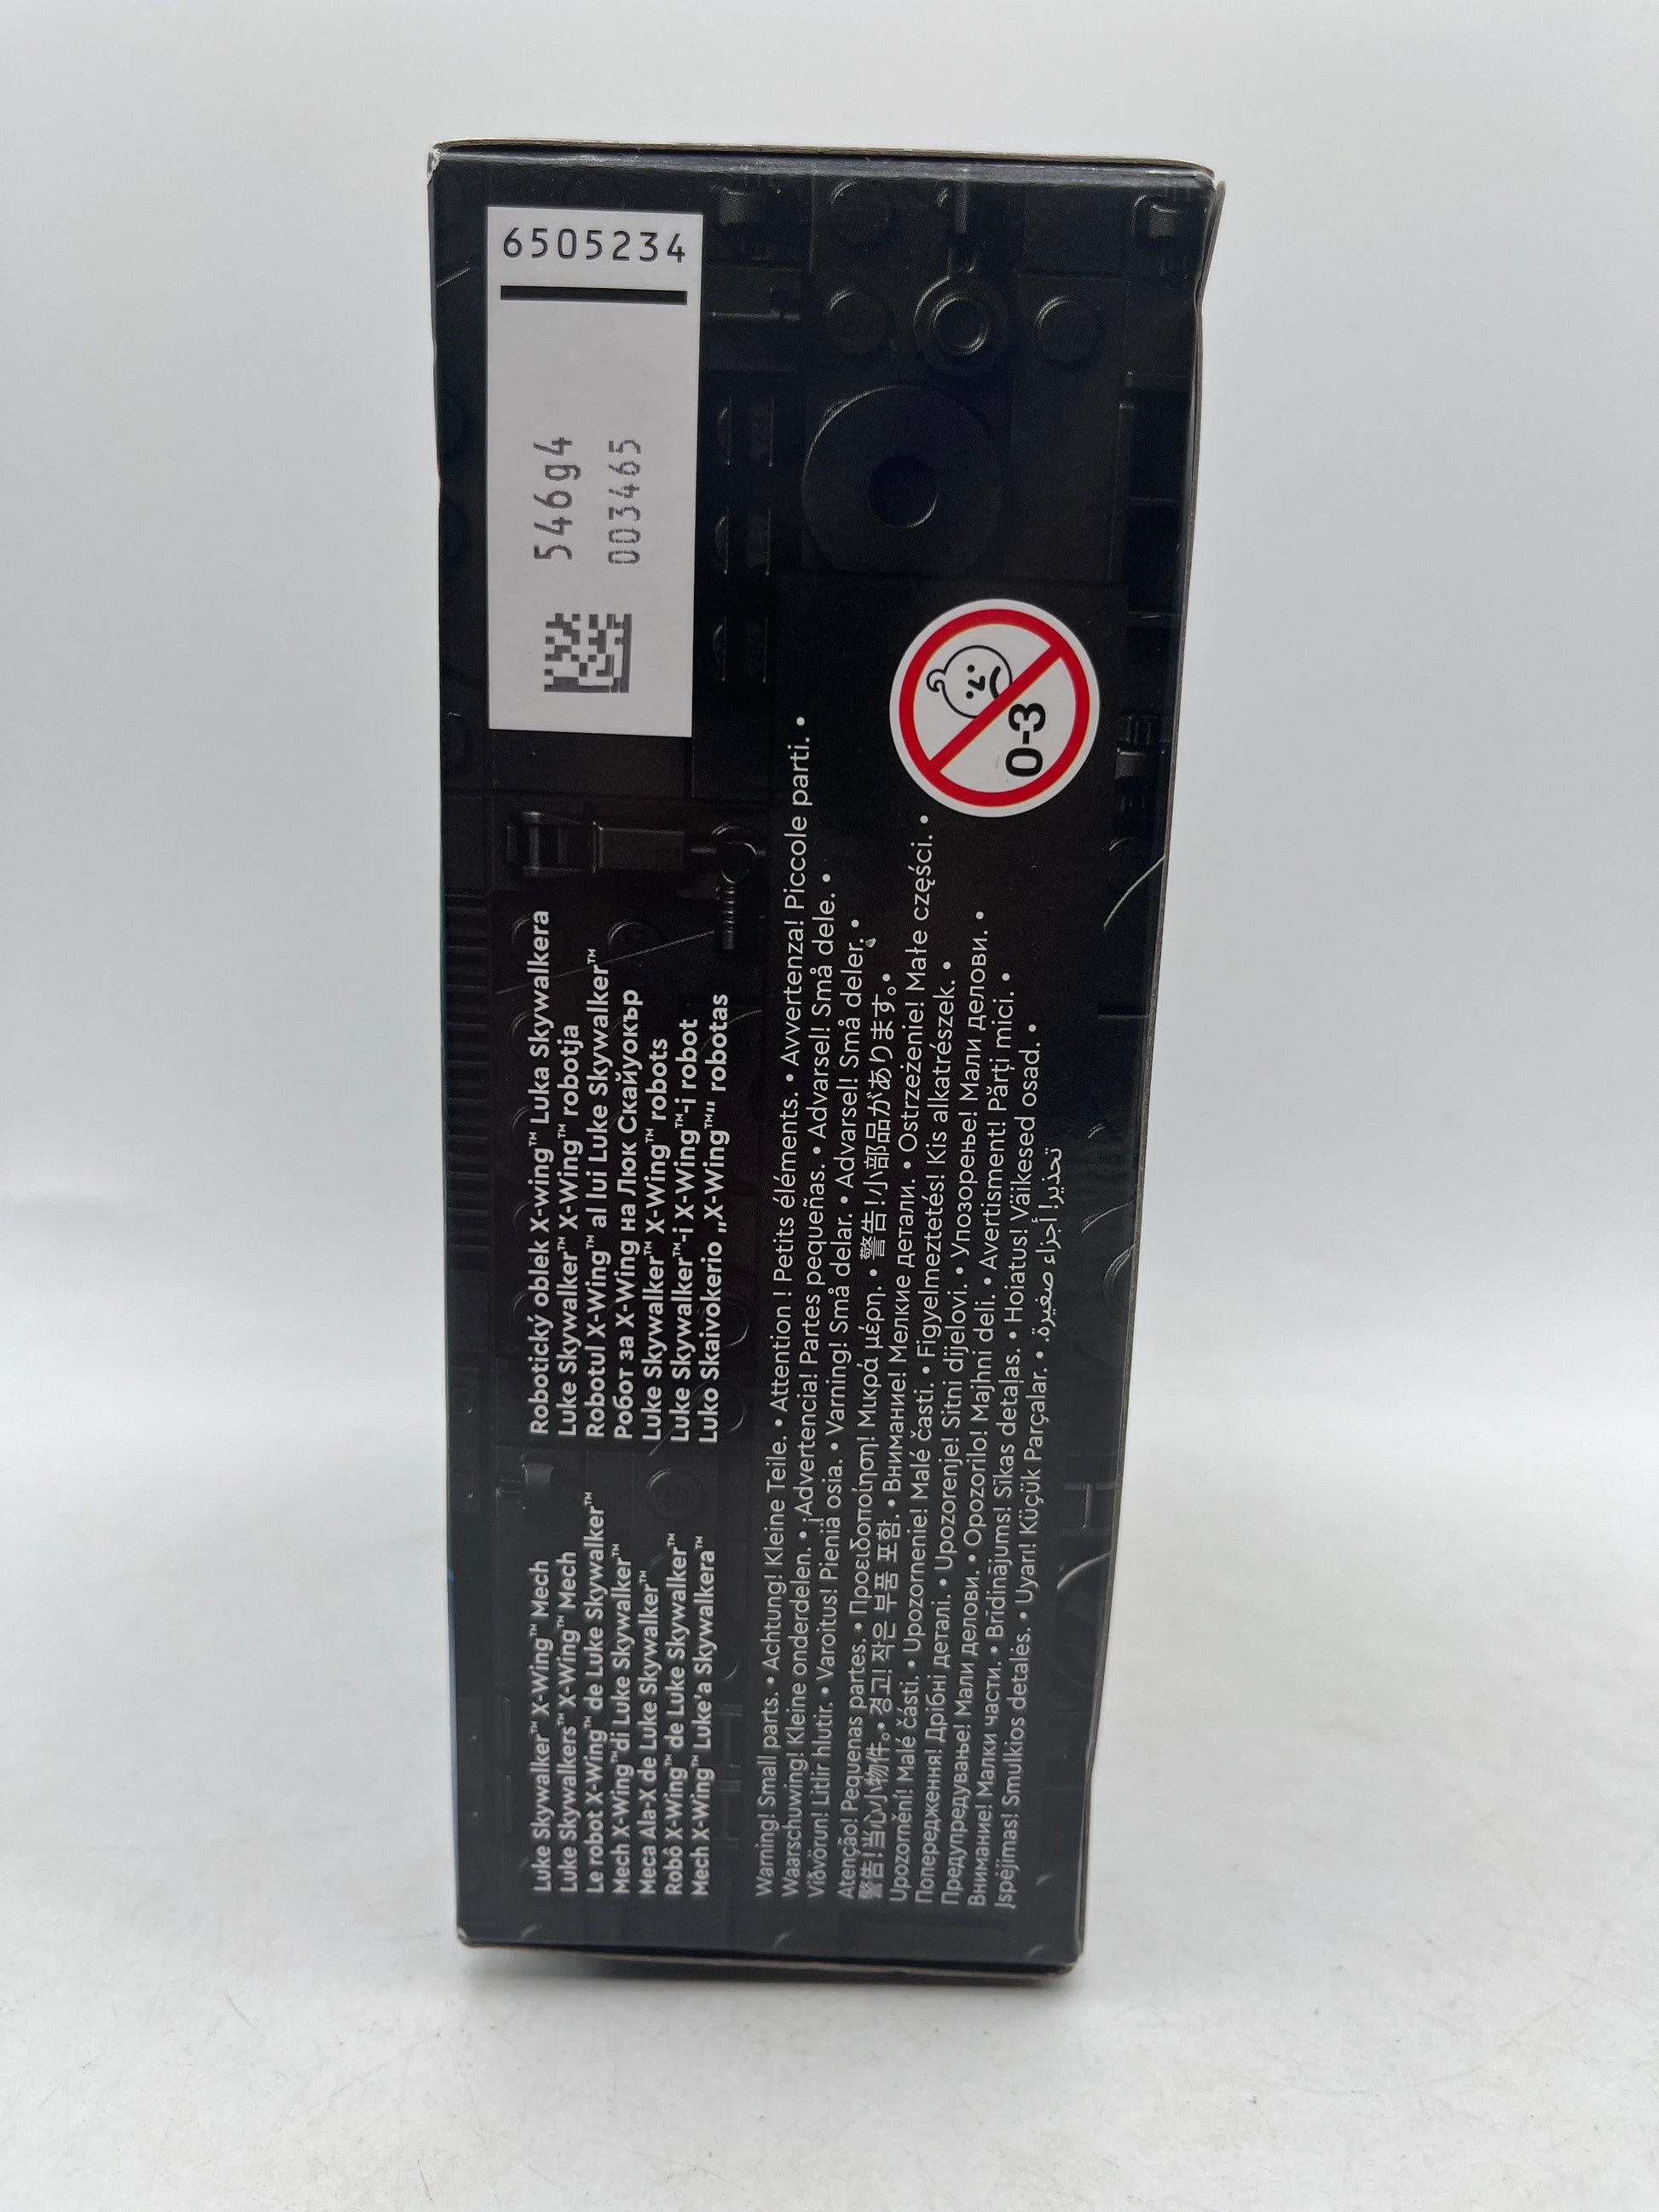 6505234
546g4
003465
Luke Skywalker™ X-Wing™ Mech
Luke Skywalkers™ X-Wing™ Mech
Le robot X-Wing™ de Luke Skywalker™
Mech X-Wing™ di Luke Skywalker™
Meca Ala-X de Luke Skywalker™
Robô X-Wing™ de Luke Skywalker™
Mech X-Wing™ Luke'a Skywalkera™
Robotický oblek X-wing™ Luka Skywalkera
Luke Skywalker™ X-Wing™ robotja
Robotul X-Wing™ al lui Luke Skywalker™
Робот за X-Wing на Люк Скайуокър
Luke Skywalker™ X-Wing™ robots
Luke Skywalker™-i X-Wing™-i robot
Luko Skaivokerio „X-Wing™“ robotas
Warning! Small parts. • Achtung! Kleine Teile. • Attention ! Petits éléments. • Avvertenza! Piccole parti. •
Waarschuwing! Kleine onderdelen. • ¡Advertencia! Partes pequeñas. • Advarsel! Små dele. •
Viðvörun! Litlir hlutir. • Varoitus! Pieniä osia. • Varning! Små delar. • Advarsel! Små deler. •
Atenção! Pequenas partes. • Προειδοποίηση! Μικρά μέρη. • 警告!小部品があります。•
警告!当心小物件。• 경고! 작은 부품 포함. • Внимание! Мелкие детали. • Ostrzeżenie! Małe części. •
Upozornění! Malé části. • Upozornenie! Malé časti. • Figyelmeztetés! Kis alkatrészek. •
Попередження! Дрібні деталі. • Upozorenje! Sitni dijelovi. • Упозорење! Мали делови. •
Предупредување! Мали делови. • Opozorilo! Majhni deli. • Avertisment! Părți mici. •
Внимание! Малки части. • Brīdinājums! Sīkas detaļas. • Hoiatus! Väikesed osad. •
Įspėjimas! Smulkios detalės. • Uyarı! Küçük Parçalar. • تحذير! أجزاء صغيرة.
0-3